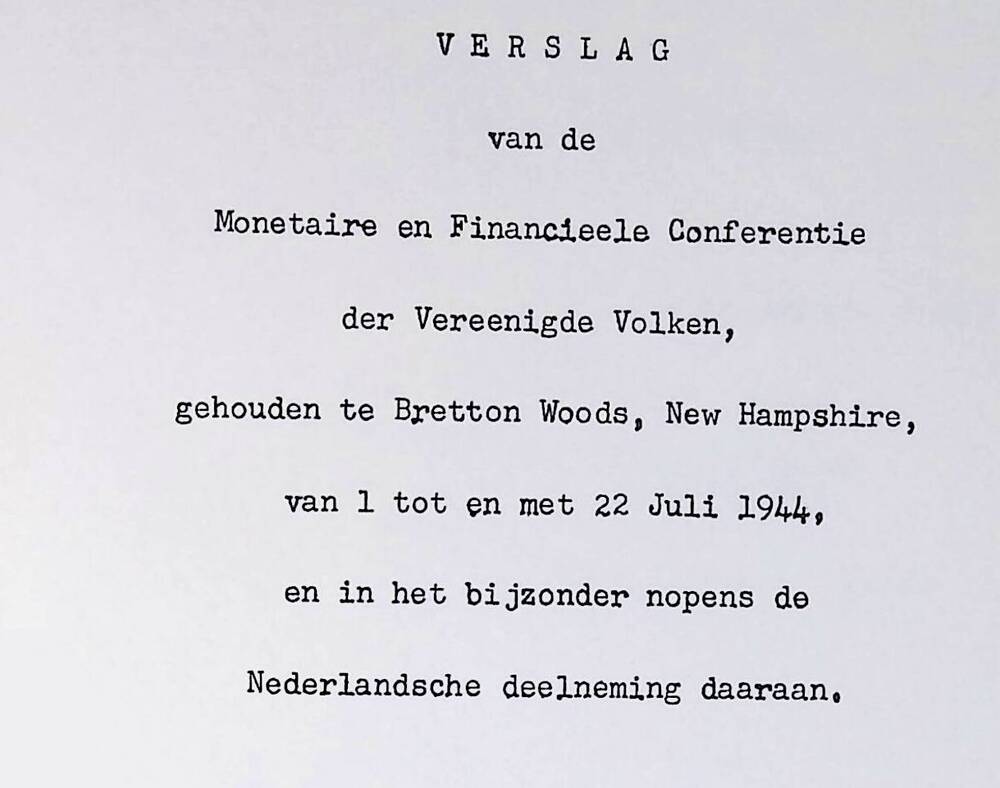 V E R S L A G
van de
Monetaire en Financieele Conferentie
der Vereenigde Volken,
gehouden te Bretton Woods, New Hampshire,
van 1 tot en met 22 Juli 1944,
en in het bijzonder nopens de
Nederlandsche deelneming daaraan.